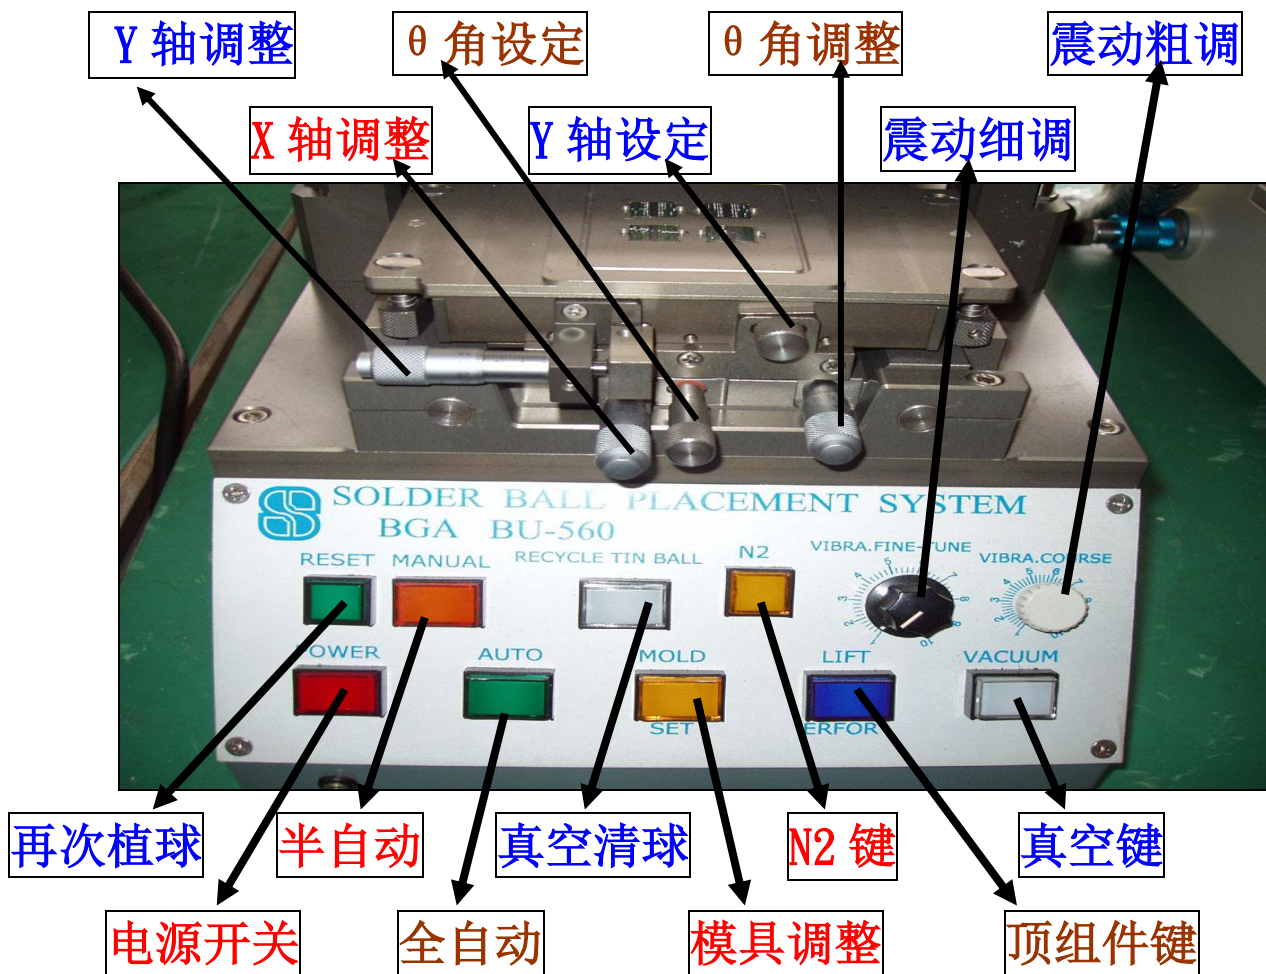 Y 轴调整
θ 角设定
θ 角调整
震动粗调
X 轴调整
Y 轴设定
震动细调
SOLDER BALL PLACEMENT SYSTEM
BGA BU-560
RESET
MANUAL
RECYCLE TIN BALL
N2
VIBRA.FINE-TUNE
VIBRA.COURSE
OWER
AUTO
MOLD
SET
LIFT
ERFOR
VACUUM
再次植球
半自动
真空清球
N2 键
真空键
电源开关
全自动
模具调整
顶组件键